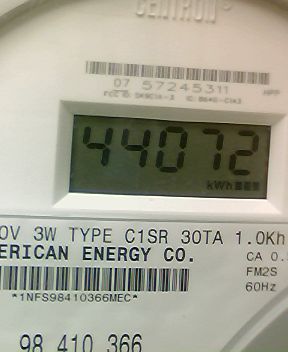 CENTRON®
07 57245311
44072
kWh
0V 3W TYPE C1SR 30TA 1.0Kh
ERICAN ENERGY CO. CA 0.
FM2S
*1NFS98410366MEC* 60Hz
98 410 366